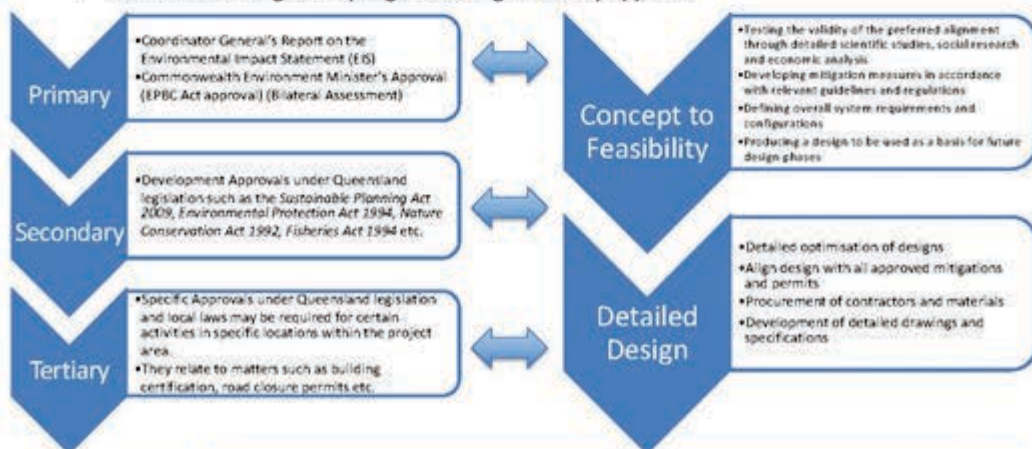 Primary
•Coordinator General's Report on the
Environmental Impact Statement (EIS)
•Commonwealth Environment Minister's Approval
(EPBC Act approval) (Bilateral Assessment)
Secondary
•Development Approvals under Queensland
legislation such as the Sustainable Planning Act
2009, Environmental Protection Act 1994, Nature
Conservation Act 1992, Fisheries Act 1994 etc.
Tertiary
•Specific Approvals under Queensland legislation
and local laws may be required for certain
activities in specific locations within the project
area.
•They relate to matters such as building
certification, road closure permits etc.
Concept to
Feasibility
•Testing the validity of the preferred alignment
through detailed scientific studies, social research
and economic analysis
•Developing mitigation measures in accordance
with relevant guidelines and regulations
•Defining overall system requirements and
configurations
•Producing a design to be used as a basis for future
design phases
Detailed
Design
•Detailed optimisation of designs
•Align design with all approved mitigations
and permits
•Procurement of contractors and materials
•Development of detailed drawings and
specifications